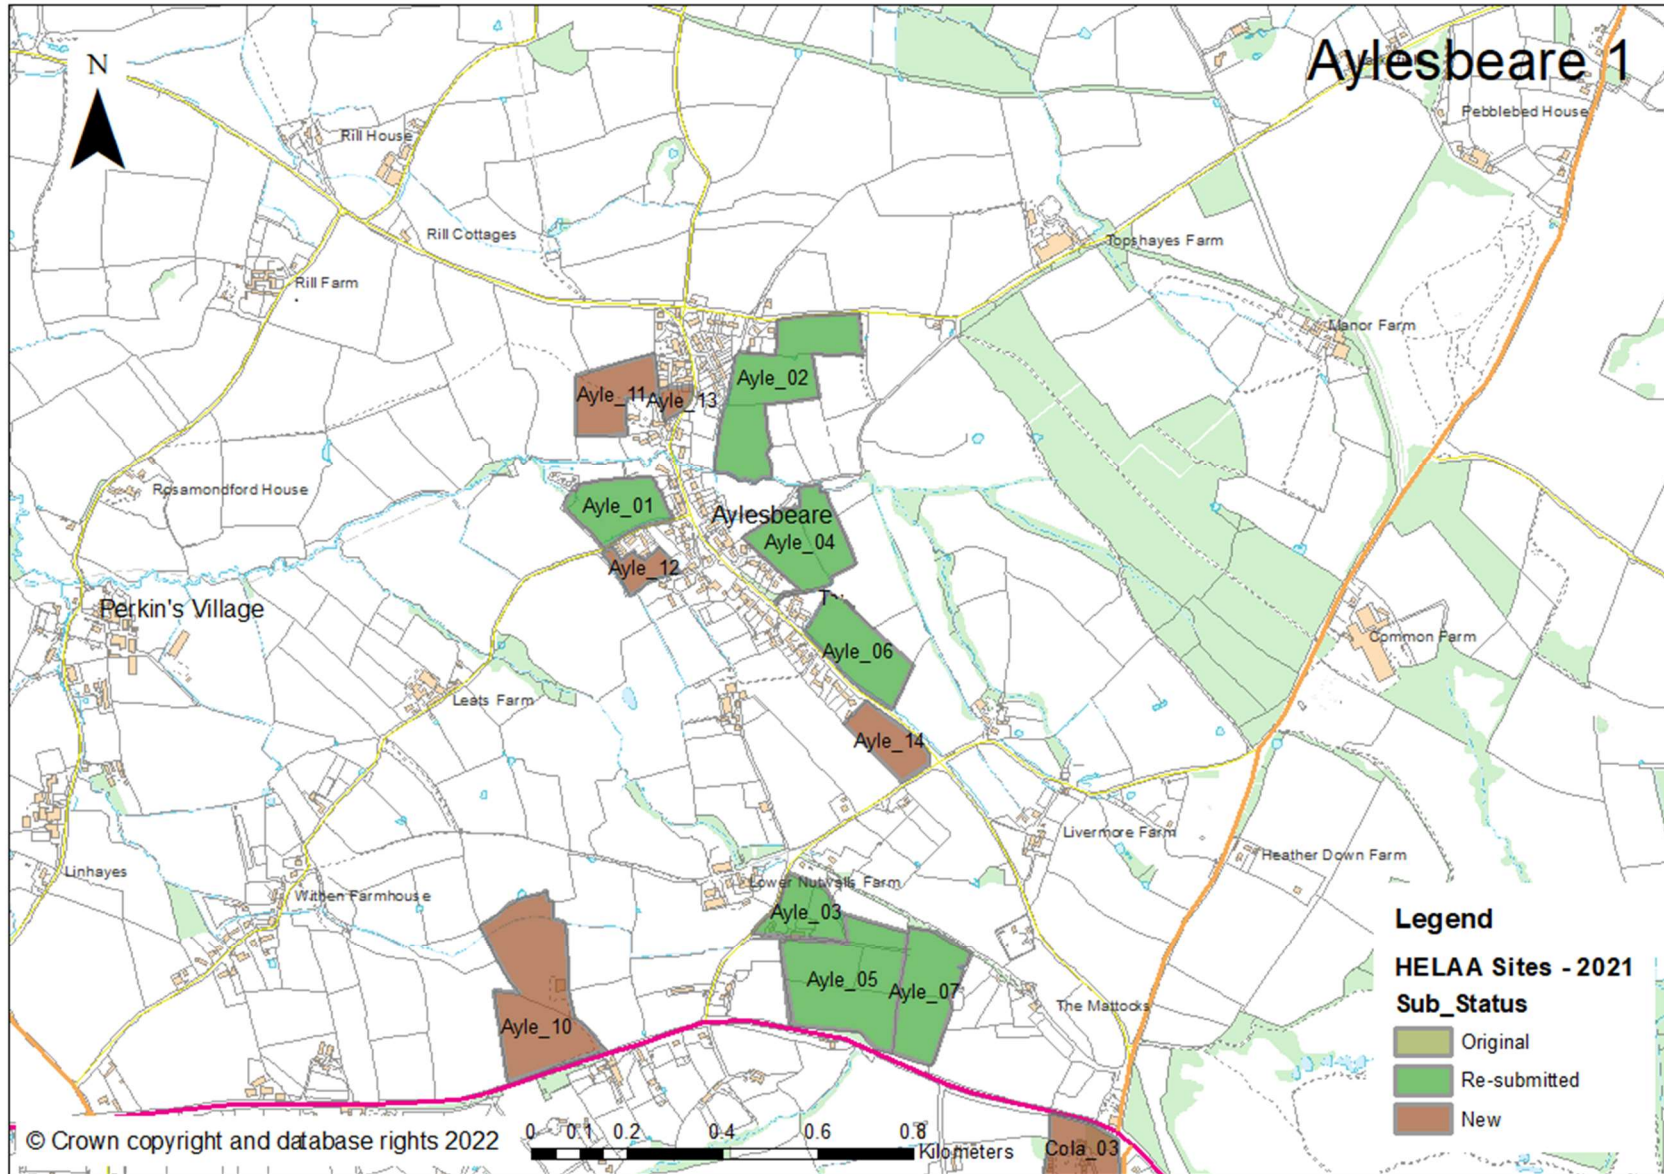 Aylesbeare 1
N
Pebblebed House
Rill House
Rill Cottages
Topshayes Farm
Rill Farm
Manor Farm
Ayle_02
Ayle_11
Ayle_13
Rosamondford House
Ayle_01
Aylesbeare
Ayle_04
Ayle_12
Perkin's Village
Common Farm
Ayle_06
Leats Farm
Ayle_14
Livermore Farm
Heather Down Farm
Linhayes
Lower Nutwalls Farm
Withen Farmhouse
Ayle_03
Ayle_05
Ayle_07
The Mattocks
Ayle_10
Legend
HELAA Sites - 2021
Sub_Status
Original
Re-submitted
New
© Crown copyright and database rights 2022
0 0.1 0.2 0.4 0.6 0.8
Kilometers
Cola_03